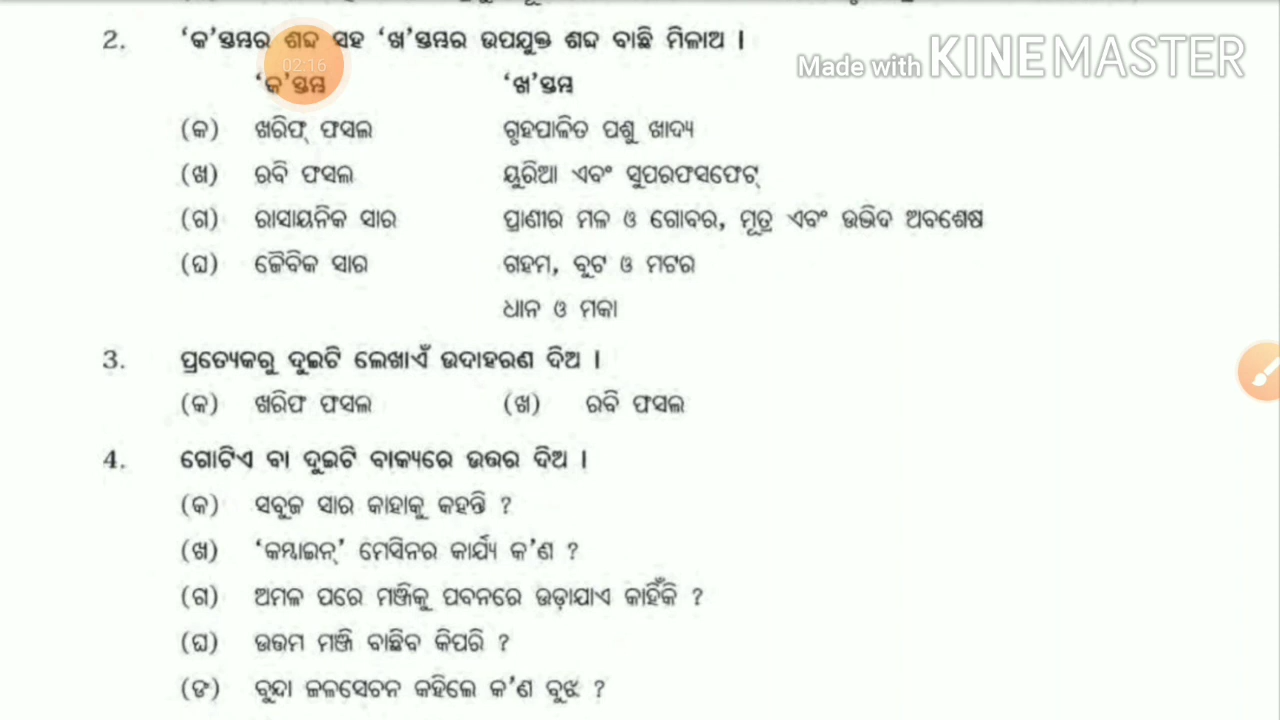 2. ‘କ’ସ୍ତମ୍ଭର ଶବ୍ଦ ସହ ‘ଖ’ସ୍ତମ୍ଭର ଉପଯୁକ୍ତ ଶବ୍ଦ ବାଛି ମିଳାଅ ।
02:16
Made with KINEMASTER
‘କ’ସ୍ତମ୍ଭ ‘ଖ’ସ୍ତମ୍ଭ
(କ) ଖରିଫ୍ ଫସଲ ଗୃହପାଳିତ ପଶୁ ଖାଦ୍ୟ
(ଖ) ରବି ଫସଲ ୟୁରିଆ ଏବଂ ସୁପରଫସଫେଟ୍
(ଗ) ରାସାୟନିକ ସାର ପ୍ରାଣୀର ମଳ ଓ ଗୋବର, ମୂତ୍ର ଏବଂ ଉଦ୍ଭିଦ ଅବଶେଷ
(ଘ) ଜୈବିକ ସାର ଗହମ, ବୁଟ ଓ ମଟର
ଧାନ ଓ ମକା
3. ପ୍ରତ୍ୟେକରୁ ଦୁଇଟି ଲେଖାଏଁ ଉଦାହରଣ ଦିଅ ।
(କ) ଖରିଫ ଫସଲ (ଖ) ରବି ଫସଲ
4. ଗୋଟିଏ ବା ଦୁଇଟି ବାକ୍ୟରେ ଉତ୍ତର ଦିଅ ।
(କ) ସବୁଜ ସାର କାହାକୁ କହନ୍ତି ?
(ଖ) ‘କମ୍ବାଇନ୍’ ମେସିନର କାର୍ଯ୍ୟ କ’ଣ ?
(ଗ) ଅମଳ ପରେ ମଞ୍ଜିକୁ ପବନରେ ଉଡ଼ାଯାଏ କାହିଁକି ?
(ଘ) ଉତ୍ତମ ମଞ୍ଜି ବାଛିବ କିପରି ?
(ଙ) ବୁନ୍ଦା ଜଳସେଚନ କହିଲେ କ’ଣ ବୁଝ ?